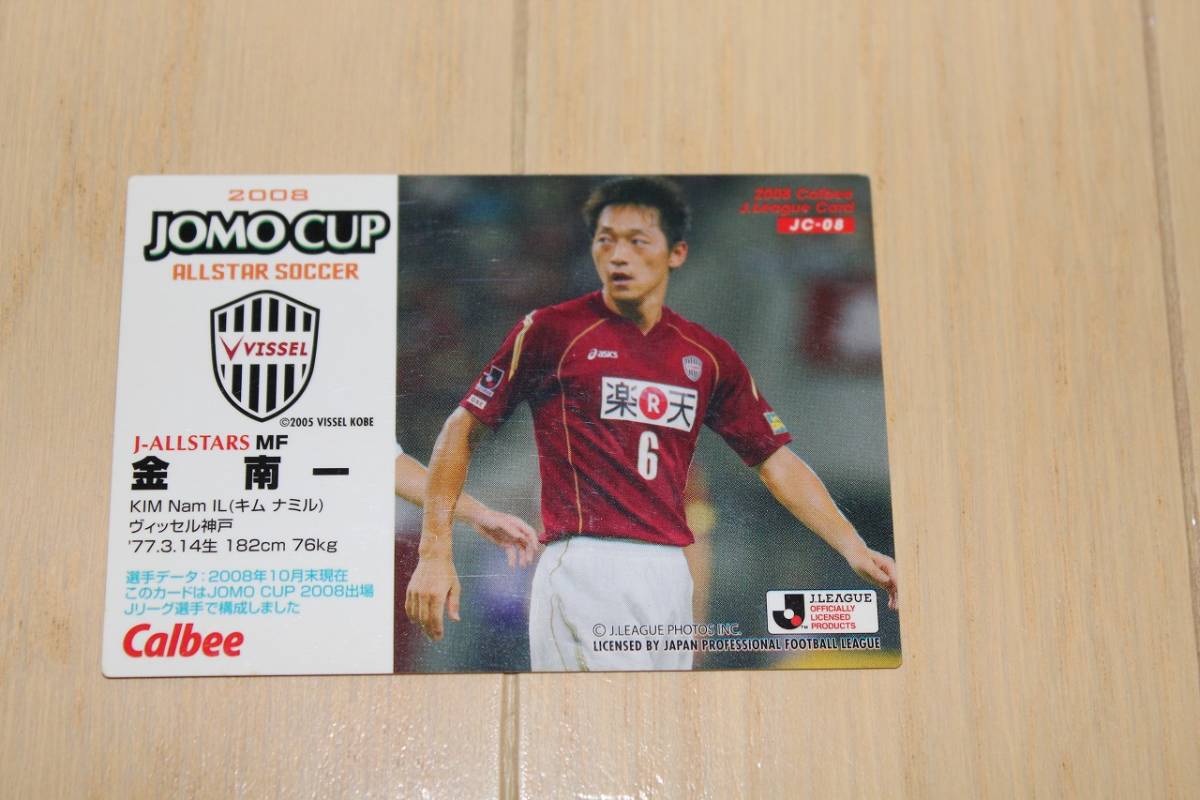 2008
JOMO CUP
ALLSTAR SOCCER
VISSEL
©2005 VISSEL KOBE
J-ALLSTARS MF
金 南 一
KIM Nam IL(キム ナミル)
ヴィッセル神戸
'77.3.14生 182cm 76kg
選手データ:2008年10月末現在
このカードはJOMO CUP 2008出場
Jリーグ選手で構成しました
Calbee
2008 Calbee
J.League Card
JC-08
asics
楽R天
6
J.LEAGUE
OFFICIALLY
LICENSED
PRODUCTS
© J.LEAGUE PHOTOS INC.
LICENSED BY JAPAN PROFESSIONAL FOOTBALL LEAGUE